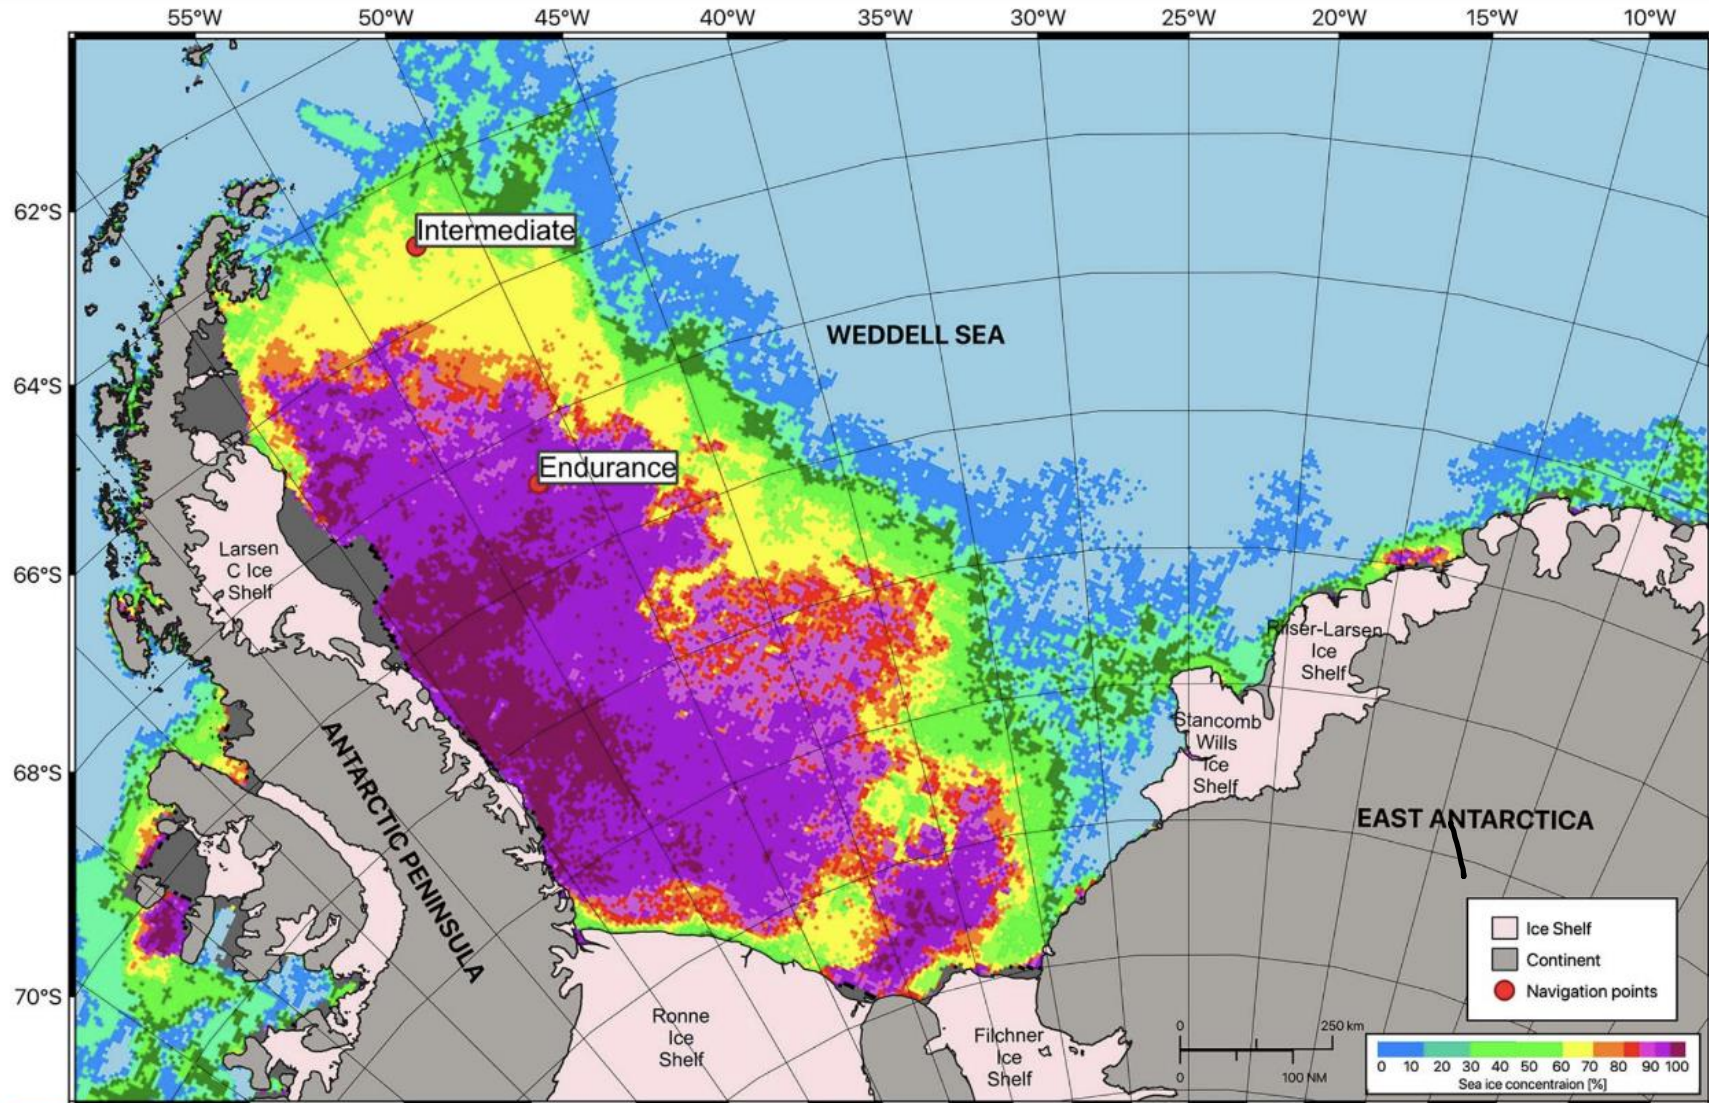 55°W 50°W 45°W 40°W 35°W 30°W 25°W 20°W 15°W 10°W
62°S
Intermediate
WEDDELL SEA
64°S
Endurance
Larsen
C Ice
Shelf
66°S
Riiser-Larsen
Ice
Shelf
Stancomb
Wills
Ice
Shelf
68°S
ANTARCTIC PENINSULA
EAST ANTARCTICA
70°S
Ronne
Ice
Shelf
Filchner
Ice
Shelf
Ice Shelf
Continent
Navigation points
0 250 km
0 100 NM
0 10 20 30 40 50 60 70 80 90 100
Sea ice concentraion [%]